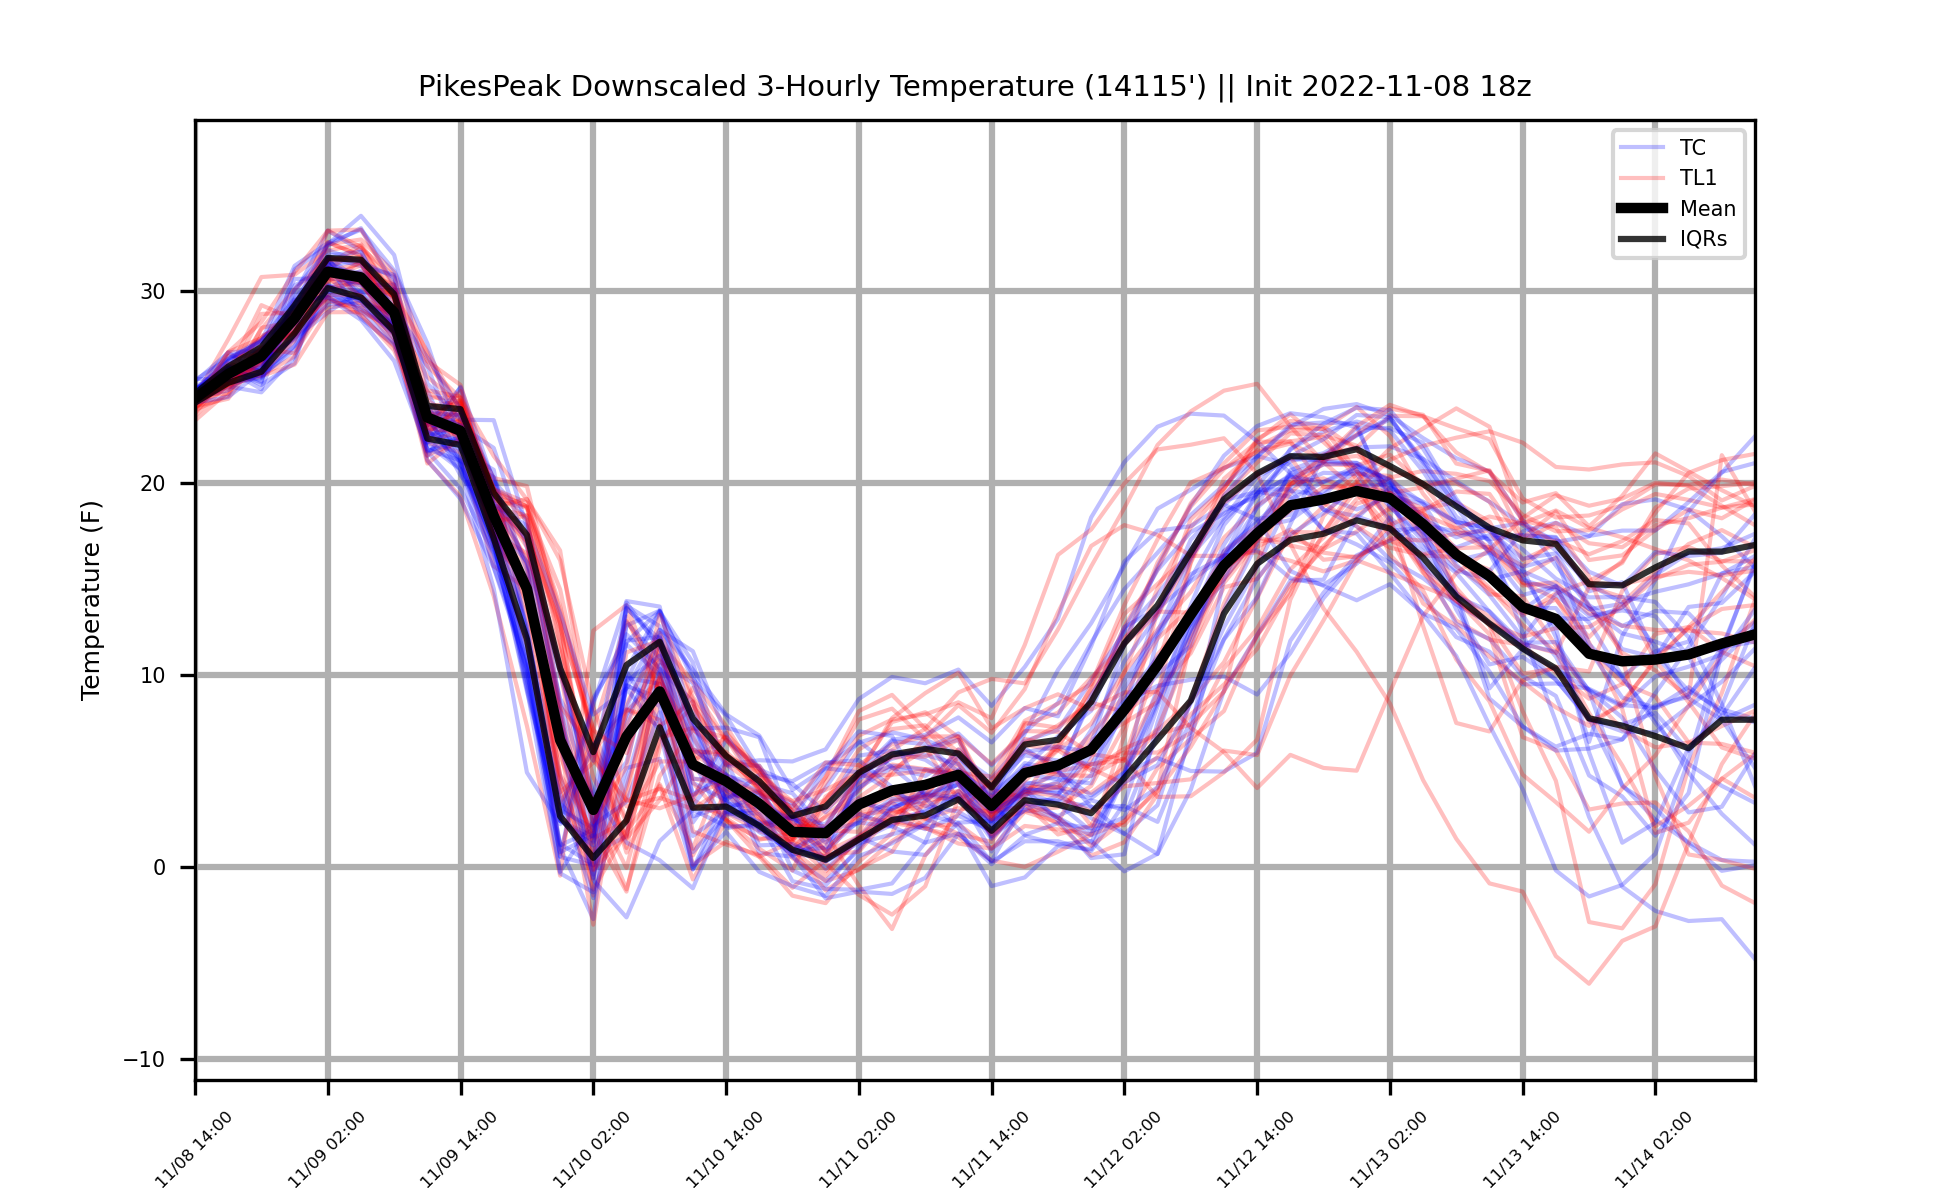 PikesPeak Downscaled 3-Hourly Temperature (14115') || Init 2022-11-08 18z
TC
TL1
Mean
IQRs
Temperature (F)
30
20
10
0
−10
11/08 14:00
11/09 02:00
11/09 14:00
11/10 02:00
11/10 14:00
11/11 02:00
11/11 14:00
11/12 02:00
11/12 14:00
11/13 02:00
11/13 14:00
11/14 02:00